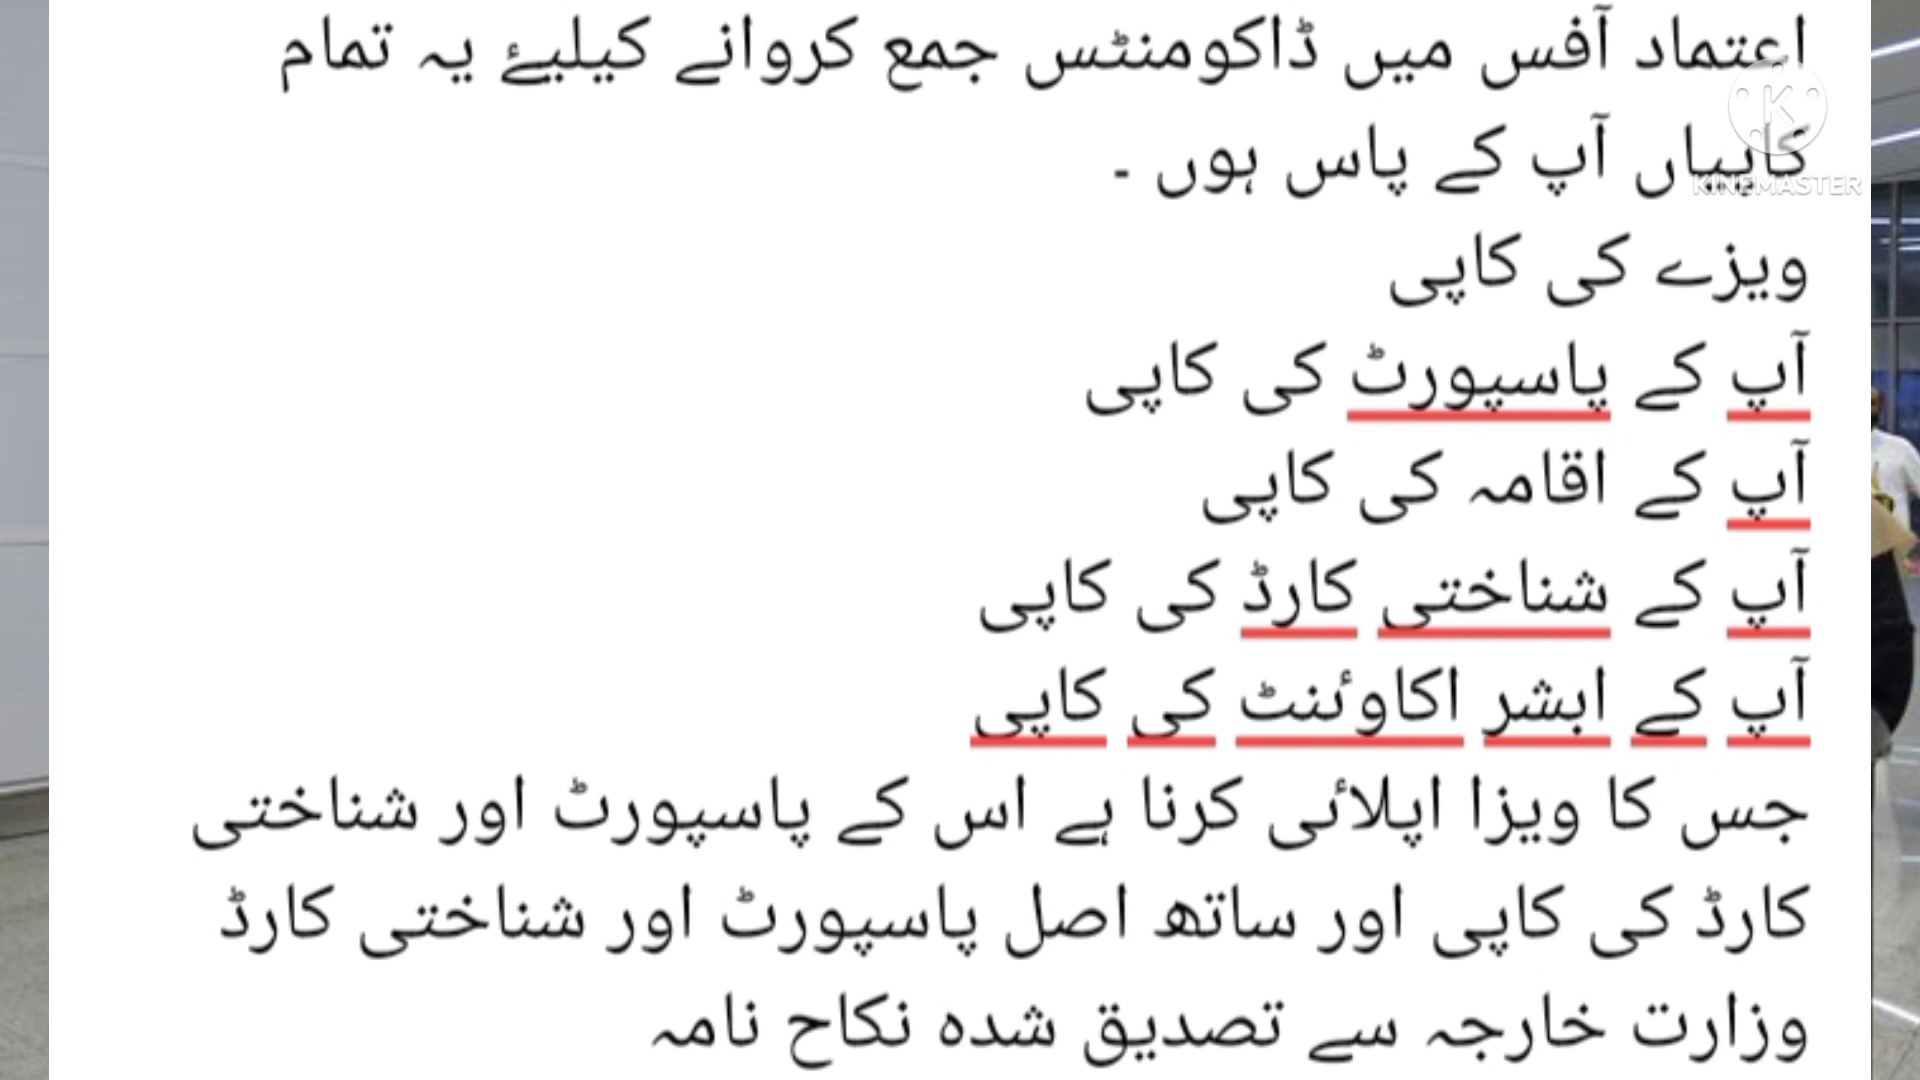 اعتماد آفس میں ڈاکومنٹس جمع کروانے کیلیۓ یہ تمام
کاپیاں آپ کے پاس ہوں ۔
KINEMASTER
ویزے کی کاپی
آپ کے پاسپورٹ کی کاپی
آپ کے اقامہ کی کاپی
آپ کے شناختی کارڈ کی کاپی
آپ کے ابشر اکاوٴنٹ کی کاپی
جس کا ویزا اپلائی کرنا ہے اس کے پاسپورٹ اور شناختی
کارڈ کی کاپی اور ساتھ اصل پاسپورٹ اور شناختی کارڈ
وزارت خارجہ سے تصدیق شدہ نکاح نامہ